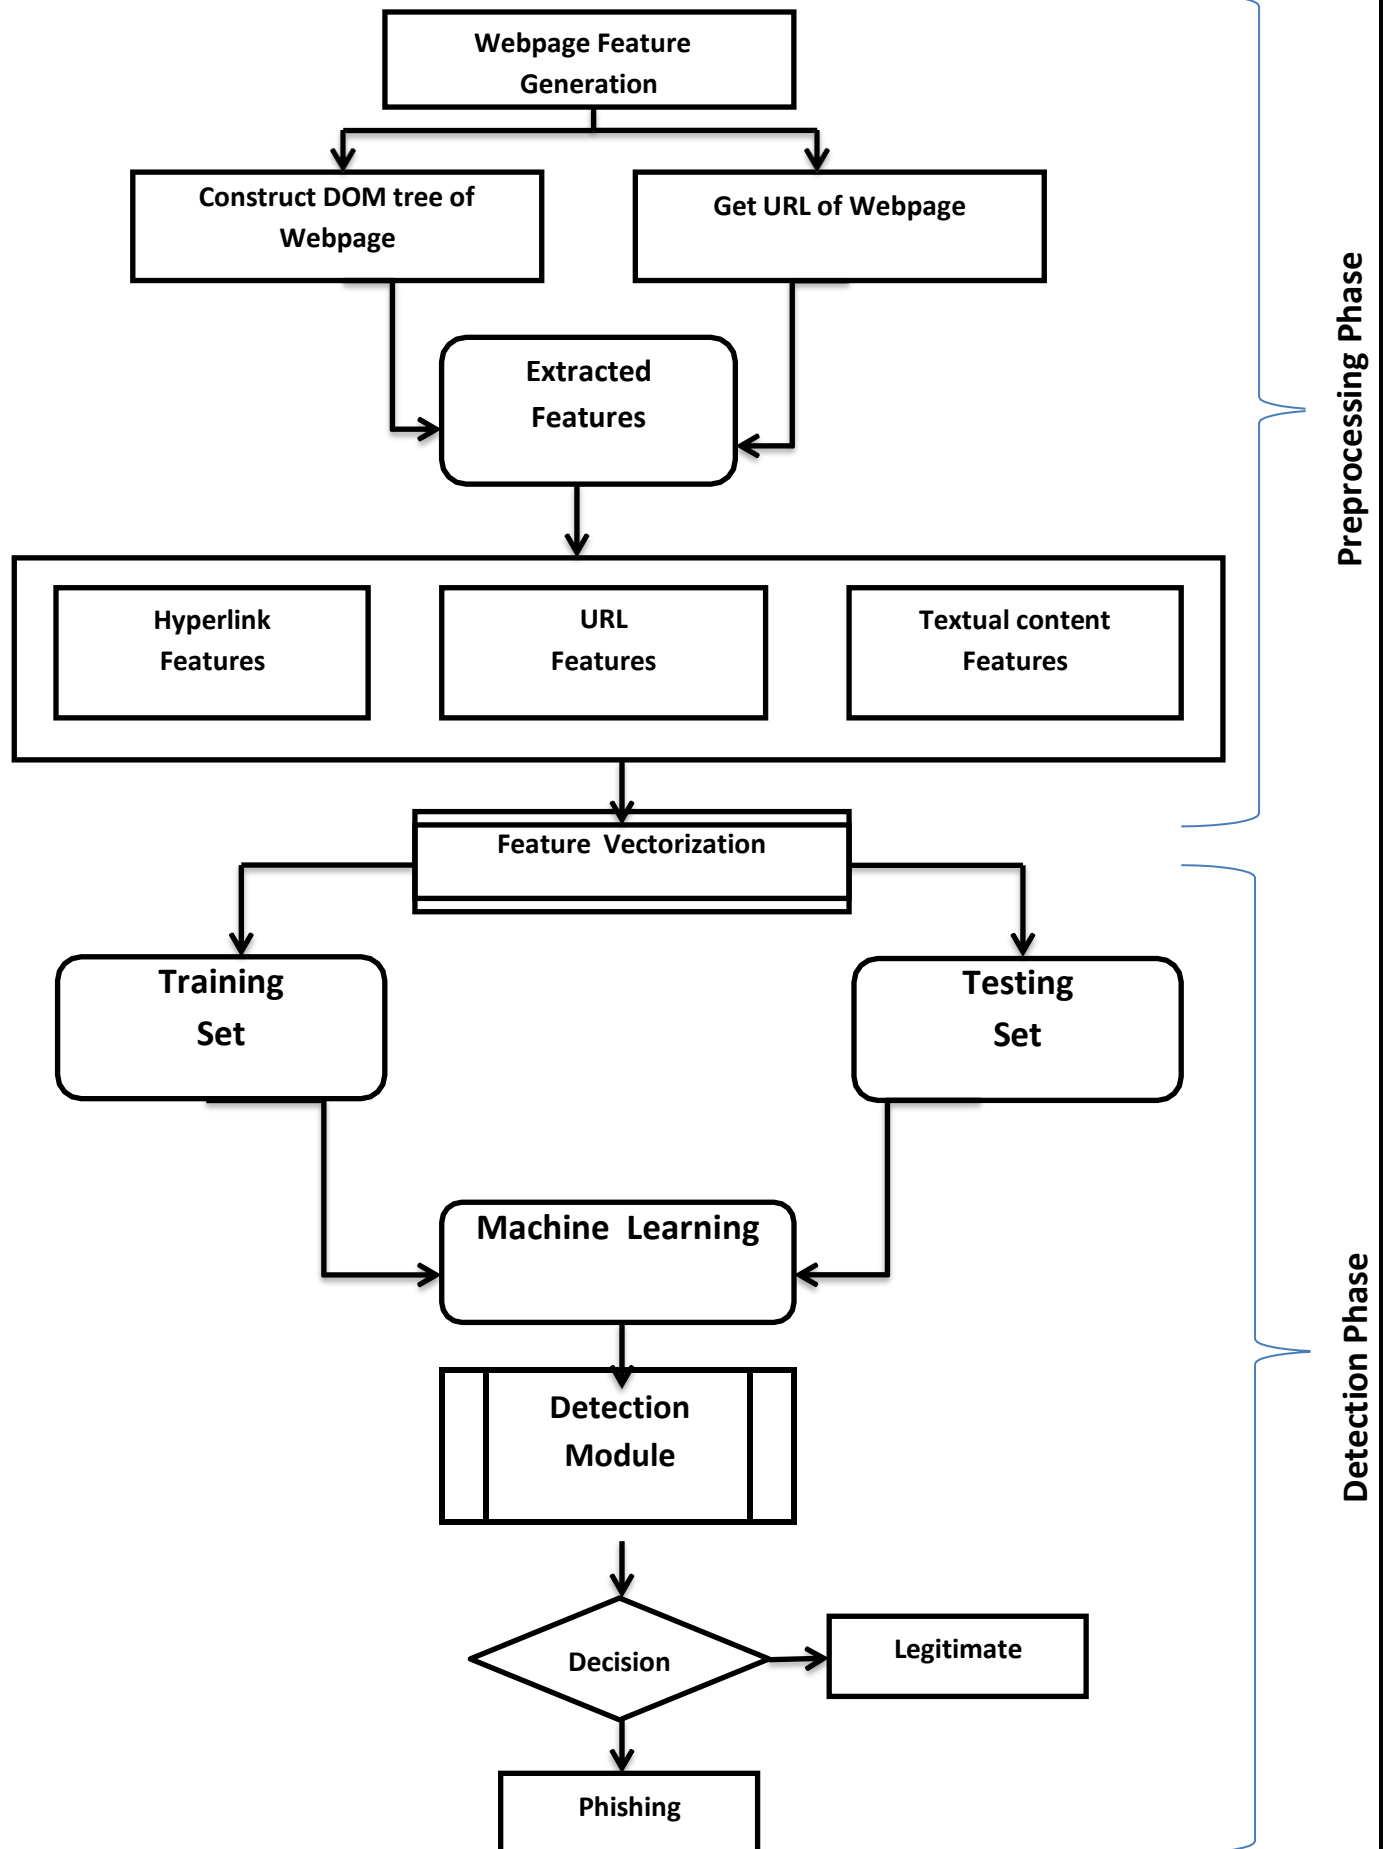 Webpage Feature
Generation
Construct DOM tree of
Webpage
Get URL of Webpage
Extracted
Features
Hyperlink
Features
URL
Features
Textual content
Features
Feature  Vectorization
Preprocessing Phase
Training
Set
Testing
Set
Machine  Learning
Detection
Module
Decision
Legitimate
Phishing
Detection Phase